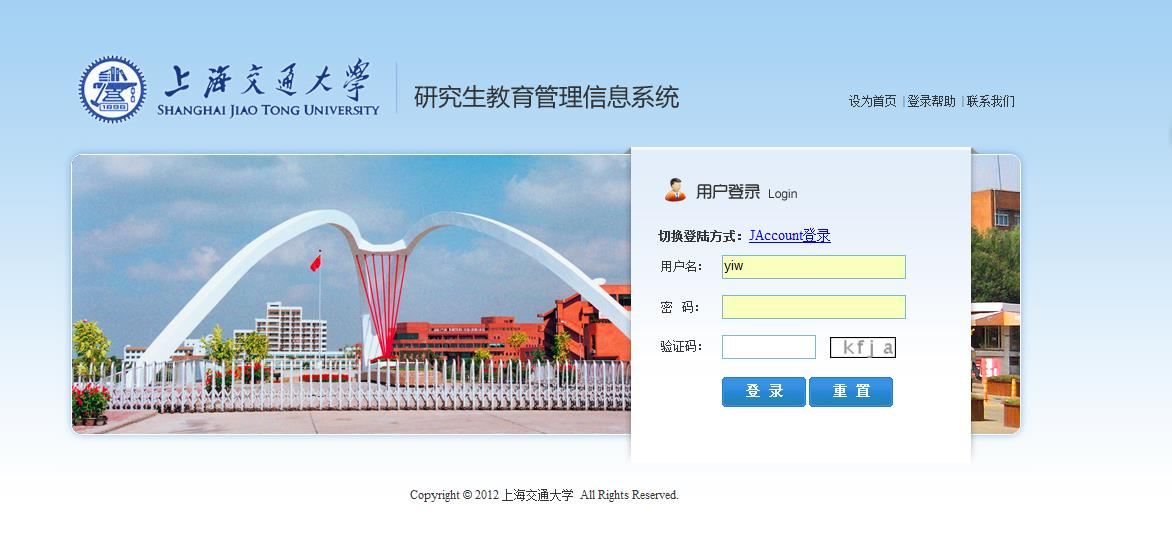 上海交通大学
SHANGHAI JIAO TONG UNIVERSITY
1896
研究生教育管理信息系统
设为首页 | 登录帮助 | 联系我们
用户登录 Login
切换登陆方式：JAccount登录
用户名： yiw
密 码：
验证码： kfja
登 录 重 置
Copyright © 2012 上海交通大学 All Rights Reserved.